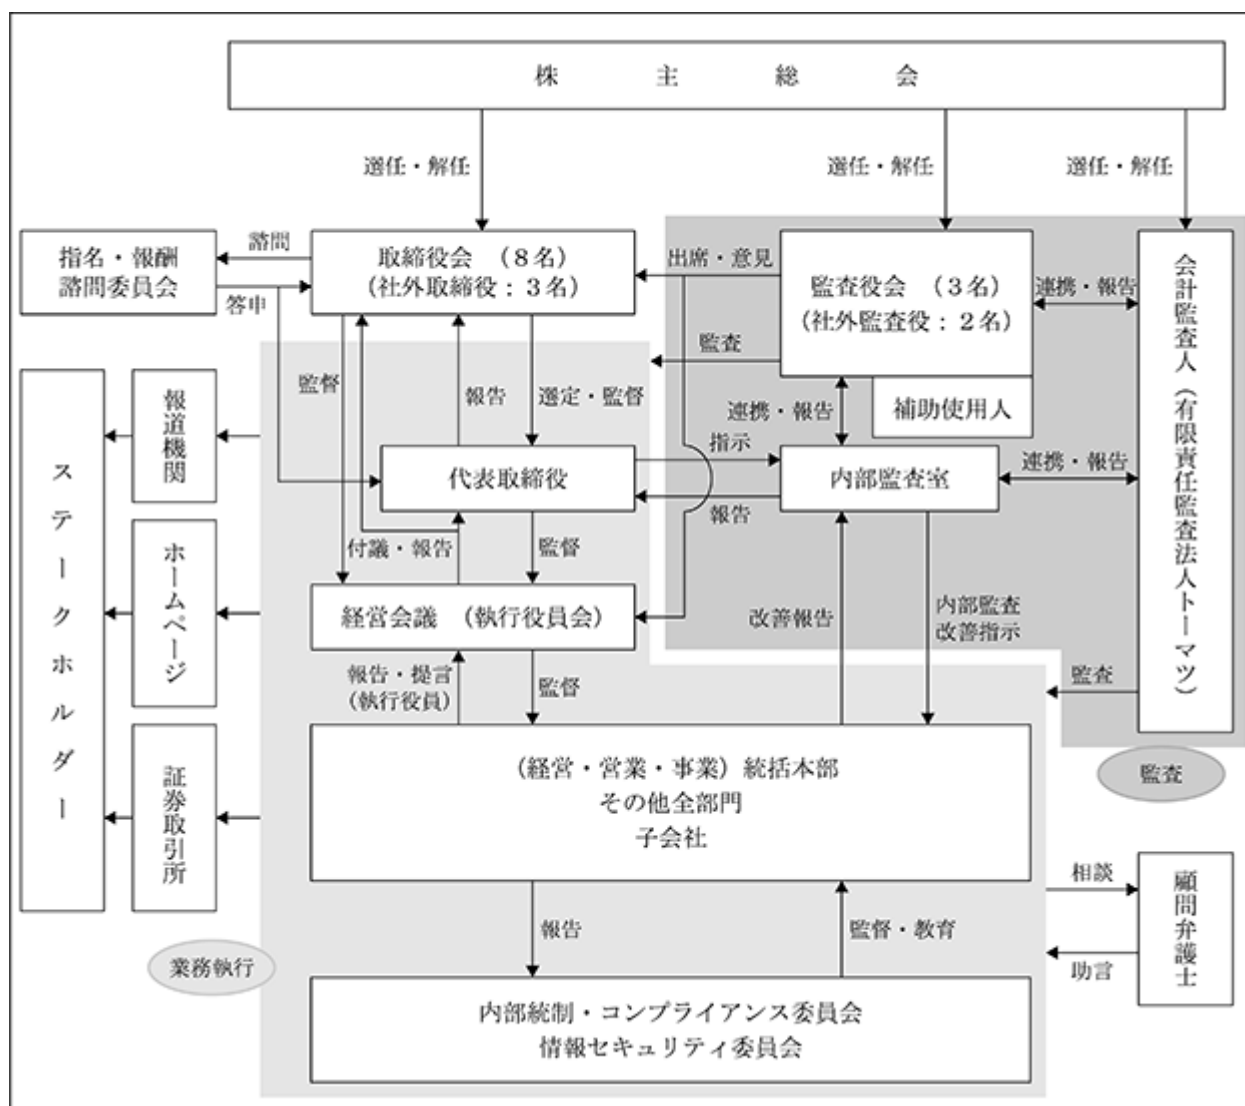 株主総会
選任・解任
選任・解任
選任・解任
指名・報酬
諮問委員会
諮問
答申
取締役会 （8名）
（社外取締役：3名）
出席・意見
監査役会 （3名）
（社外監査役：2名）
補助使用人
連携・報告
会計監査人（有限責任監査法人トーマツ）
監査
監督
報告
選定・監督
連携・報告
指示
代表取締役
内部監査室
連携・報告
報告
付議・報告
監督
経営会議 （執行役員会）
改善報告
内部監査
改善指示
報告・提言
（執行役員）
監督
監査
ステークホルダー
報道機関
ホームページ
証券取引所
（経営・営業・事業）統括本部
その他全部門
子会社
監査
報告
監督・教育
相談
助言
顧問弁護士
業務執行
内部統制・コンプライアンス委員会
情報セキュリティ委員会